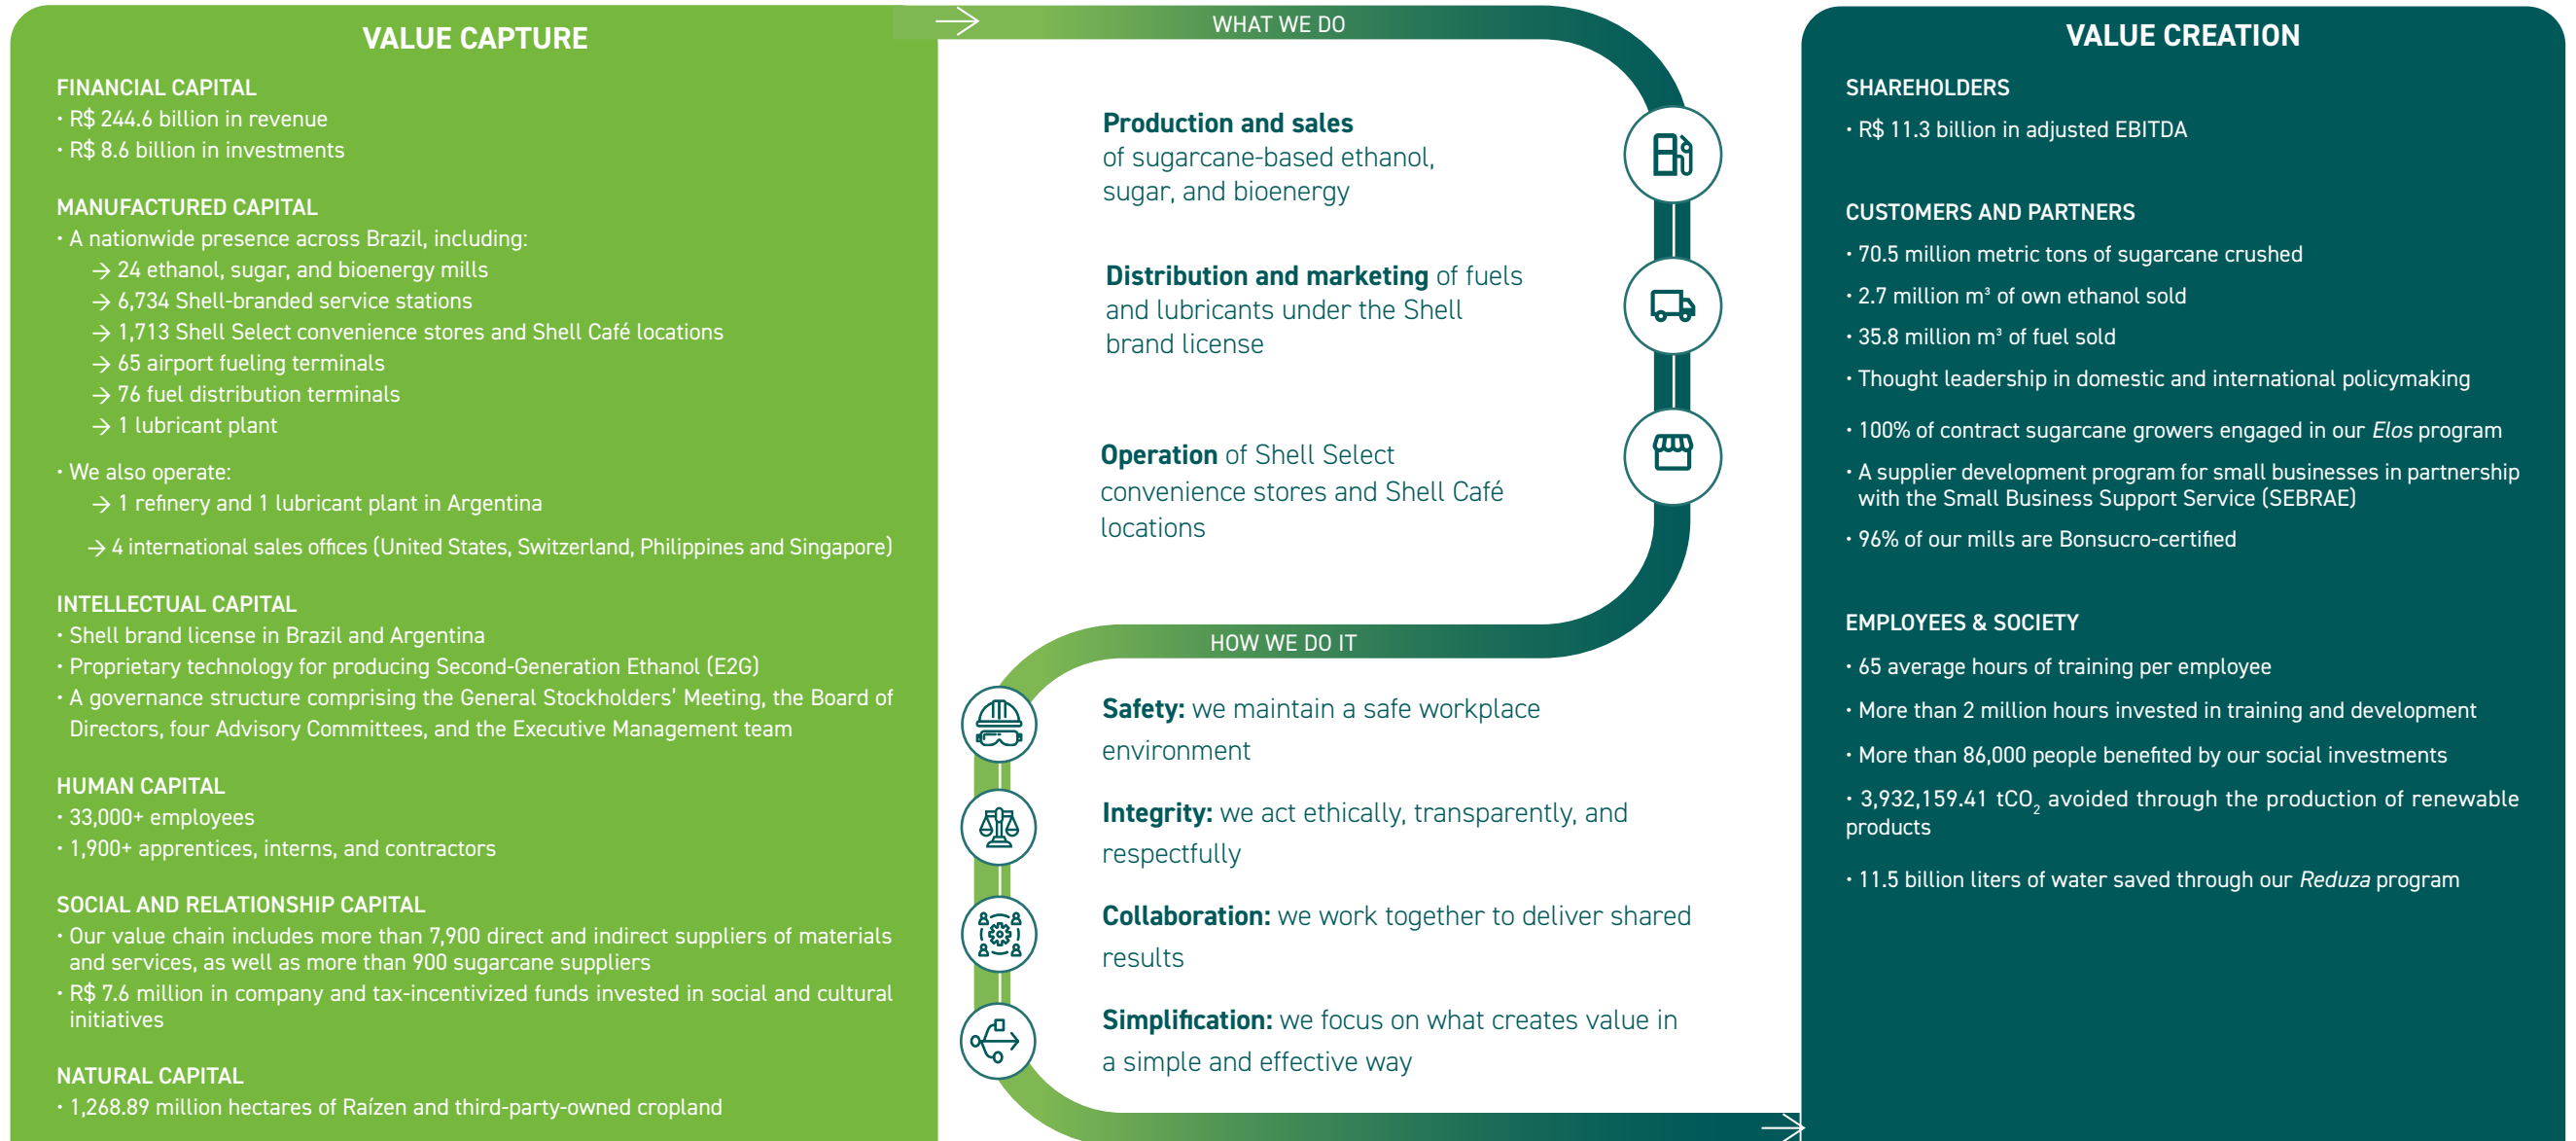 VALUE CAPTURE
FINANCIAL CAPITAL
· R$ 244.6 billion in revenue
· R$ 8.6 billion in investments
MANUFACTURED CAPITAL
· A nationwide presence across Brazil, including:
→ 24 ethanol, sugar, and bioenergy mills
→ 6,734 Shell-branded service stations
→ 1,713 Shell Select convenience stores and Shell Café locations
→ 65 airport fueling terminals
→ 76 fuel distribution terminals
→ 1 lubricant plant
· We also operate:
→ 1 refinery and 1 lubricant plant in Argentina
→ 4 international sales offices (United States, Switzerland, Philippines and Singapore)
INTELLECTUAL CAPITAL
· Shell brand license in Brazil and Argentina
· Proprietary technology for producing Second-Generation Ethanol (E2G)
· A governance structure comprising the General Stockholders' Meeting, the Board of
Directors, four Advisory Committees, and the Executive Management team
HUMAN CAPITAL
· 33,000+ employees
· 1,900+ apprentices, interns, and contractors
SOCIAL AND RELATIONSHIP CAPITAL
· Our value chain includes more than 7,900 direct and indirect suppliers of materials
and services, as well as more than 900 sugarcane suppliers
· R$ 7.6 million in company and tax-incentivized funds invested in social and cultural
initiatives
NATURAL CAPITAL
· 1,268.89 million hectares of Raízen and third-party-owned cropland
WHAT WE DO
Production and sales
of sugarcane-based ethanol,
sugar, and bioenergy
Distribution and marketing of fuels
and lubricants under the Shell
brand license
Operation of Shell Select
convenience stores and Shell Café
locations
HOW WE DO IT
Safety: we maintain a safe workplace
environment
Integrity: we act ethically, transparently, and
respectfully
Collaboration: we work together to deliver shared
results
Simplification: we focus on what creates value in
a simple and effective way
VALUE CREATION
SHAREHOLDERS
· R$ 11.3 billion in adjusted EBITDA
CUSTOMERS AND PARTNERS
· 70.5 million metric tons of sugarcane crushed
· 2.7 million m³ of own ethanol sold
· 35.8 million m³ of fuel sold
· Thought leadership in domestic and international policymaking
· 100% of contract sugarcane growers engaged in our Elos program
· A supplier development program for small businesses in partnership
with the Small Business Support Service (SEBRAE)
· 96% of our mills are Bonsucro-certified
EMPLOYEES & SOCIETY
· 65 average hours of training per employee
· More than 2 million hours invested in training and development
· More than 86,000 people benefited by our social investments
· 3,932,159.41 tCO₂ avoided through the production of renewable
products
· 11.5 billion liters of water saved through our Reduza program